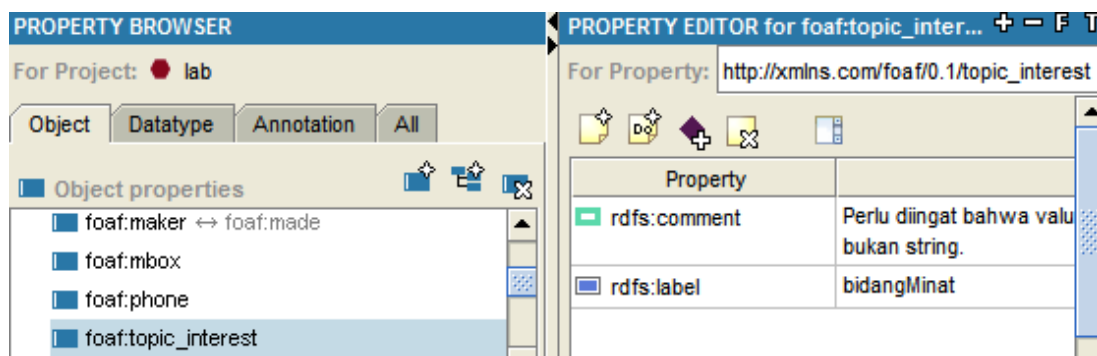 PROPERTY BROWSER
For Project: lab
Object Datatype Annotation All
Object properties
foaf:maker ↔ foaf:made
foaf:mbox
foaf:phone
foaf:topic_interest
PROPERTY EDITOR for foaf:topic_inter... + − F T
For Property: http://xmlns.com/foaf/0.1/topic_interest
Property
rdfs:comment Perlu diingat bahwa valu
bukan string.
rdfs:label bidangMinat